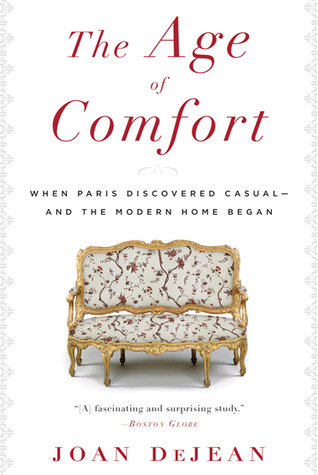 The Age
of
Comfort
WHEN PARIS DISCOVERED CASUAL—
AND THE MODERN HOME BEGAN
“[A] fascinating and surprising study.”
—BOSTON GLOBE
JOAN DEJEAN